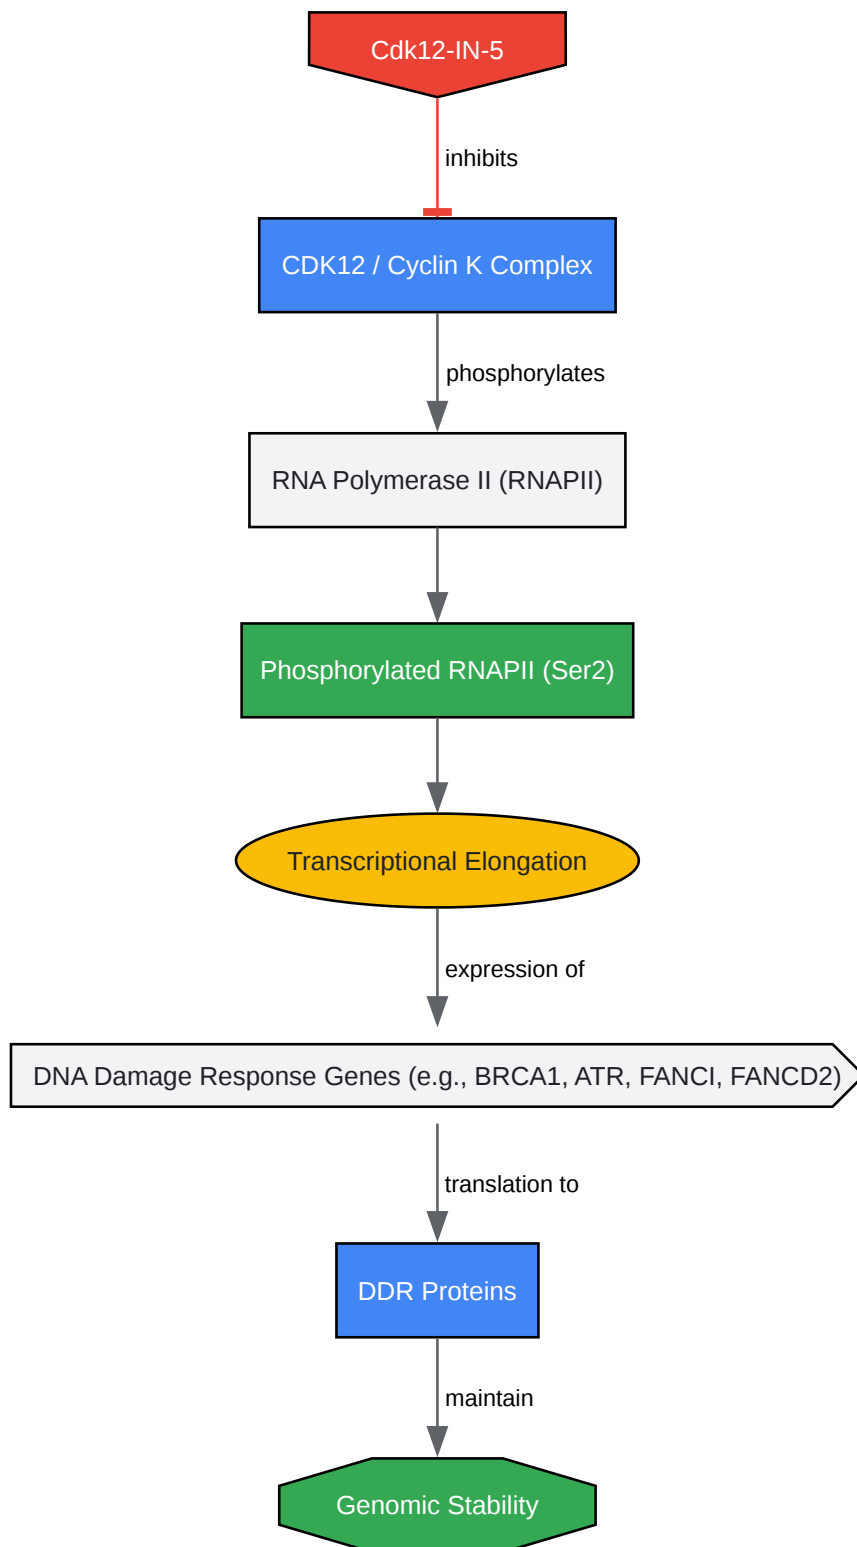 Cdk12-IN-5
inhibits
CDK12 / Cyclin K Complex
phosphorylates
RNA Polymerase II (RNAPII)
Phosphorylated RNAPII (Ser2)
Transcriptional Elongation
expression of
DNA Damage Response Genes (e.g., BRCA1, ATR, FANCI, FANCD2)
translation to
DDR Proteins
maintain
Genomic Stability